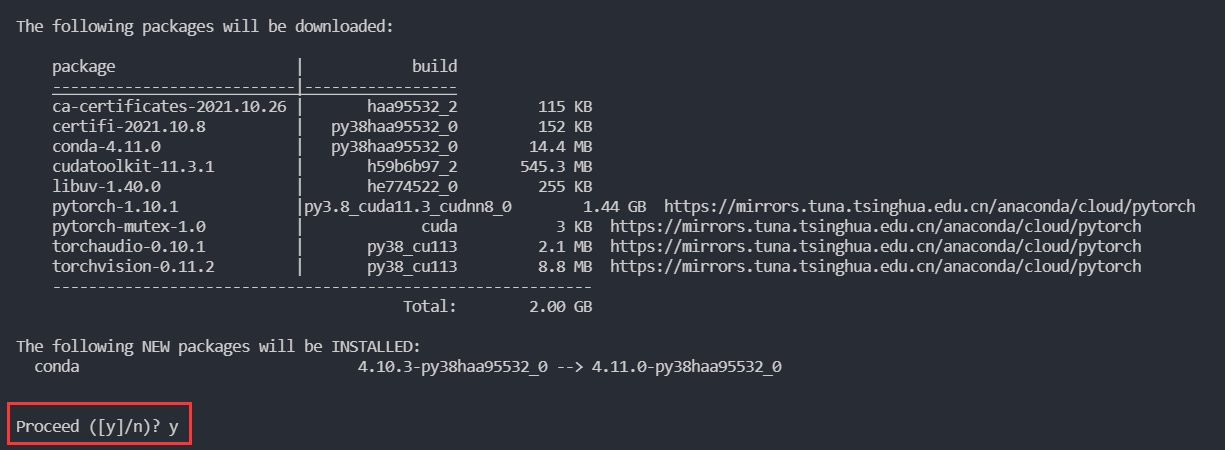 The following packages will be downloaded:
package | build
---------------------------|-----------------
ca-certificates-2021.10.26 | haa95532_2 115 KB
certifi-2021.10.8 | py38haa95532_0 152 KB
conda-4.11.0 | py38haa95532_0 14.4 MB
cudatoolkit-11.3.1 | h59b6b97_2 545.3 MB
libuv-1.40.0 | he774522_0 255 KB
pytorch-1.10.1 |py3.8_cuda11.3_cudnn8_0 1.44 GB https://mirrors.tuna.tsinghua.edu.cn/anaconda/cloud/pytorch
pytorch-mutex-1.0 | cuda 3 KB https://mirrors.tuna.tsinghua.edu.cn/anaconda/cloud/pytorch
torchaudio-0.10.1 | py38_cu113 2.1 MB https://mirrors.tuna.tsinghua.edu.cn/anaconda/cloud/pytorch
torchvision-0.11.2 | py38_cu113 8.8 MB https://mirrors.tuna.tsinghua.edu.cn/anaconda/cloud/pytorch
------------------------------------------------------------
Total: 2.00 GB
The following NEW packages will be INSTALLED:
conda 4.10.3-py38haa95532_0 --> 4.11.0-py38haa95532_0
Proceed ([y]/n)? y